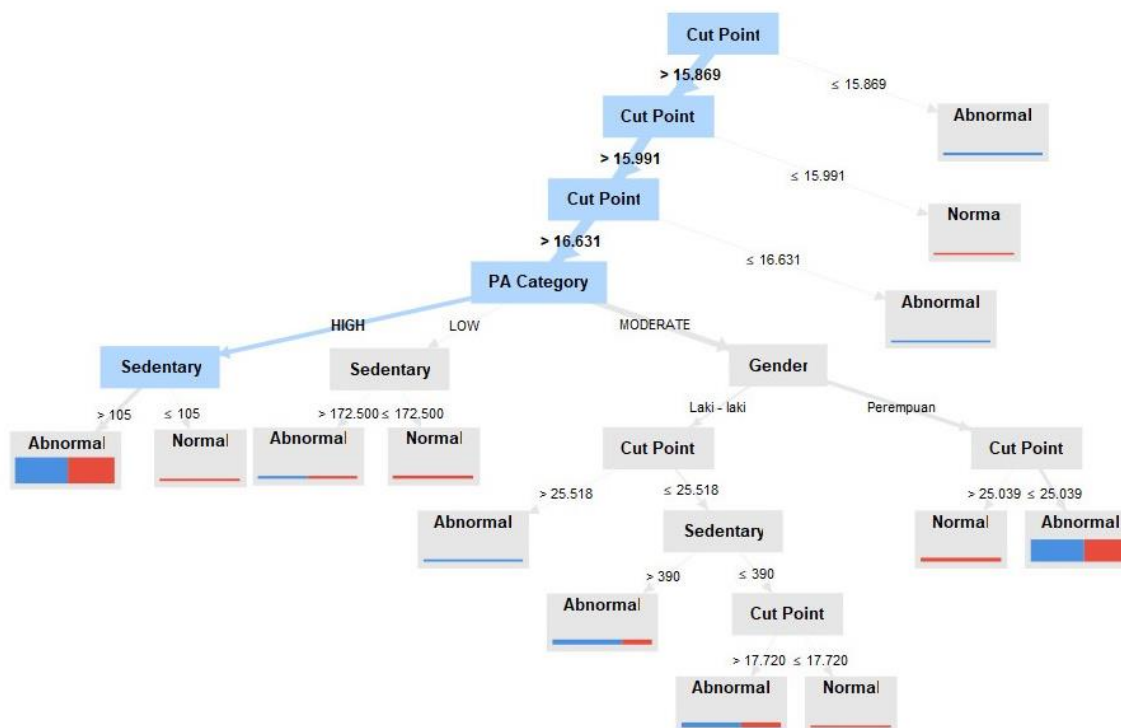 Cut Point
> 15.869
≤ 15.869
Cut Point
Abnormal
> 15.991
≤ 15.991
Cut Point
Norma
> 16.631
≤ 16.631
PA Category
Abnormal
HIGH
LOW
MODERATE
Sedentary
Sedentary
Gender
> 105
≤ 105
> 172.500
≤ 172.500
Laki - laki
Perempuan
Abnormal
Normal
Abnormal
Normal
Cut Point
Cut Point
> 25.518
≤ 25.518
> 25.039
≤ 25.039
Abnormal
Sedentary
Normal
Abnormal
> 390
≤ 390
Abnormal
Cut Point
> 17.720
≤ 17.720
Abnormal
Normal